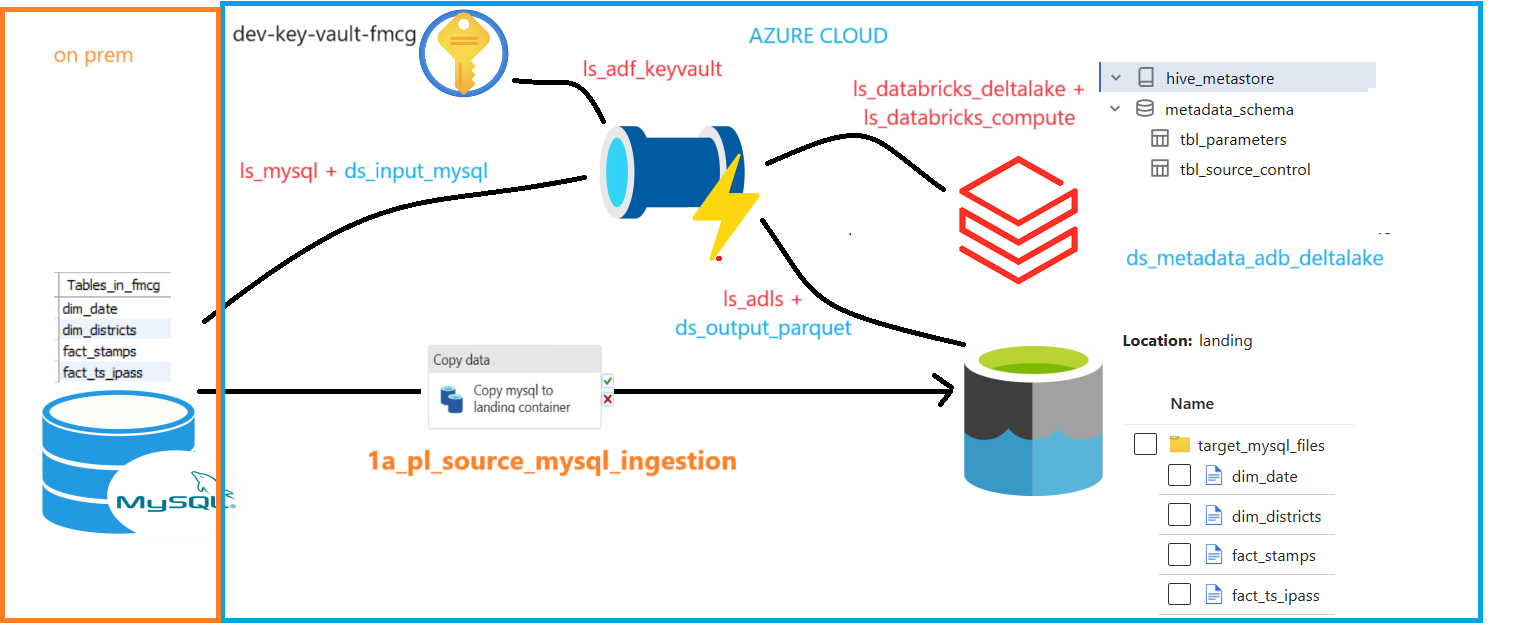 on prem
dev-key-vault-fmcg
AZURE CLOUD
ls_adf_keyvault
ls_databricks_deltalake +
ls_databricks_compute
hive_metastore
metadata_schema
tbl_parameters
tbl_source_control
ls_mysql + ds_input_mysql
ds_metadata_adb_deltalake
Tables_in_fmcg
dim_date
dim_districts
fact_stamps
fact_ts_ipass
ls_adls +
ds_output_parquet
Location: landing
Copy data
Copy mysql to
landing container
Name
1a_pl_source_mysql_ingestion
target_mysql_files
dim_date
dim_districts
fact_stamps
fact_ts_ipass
MySQL®